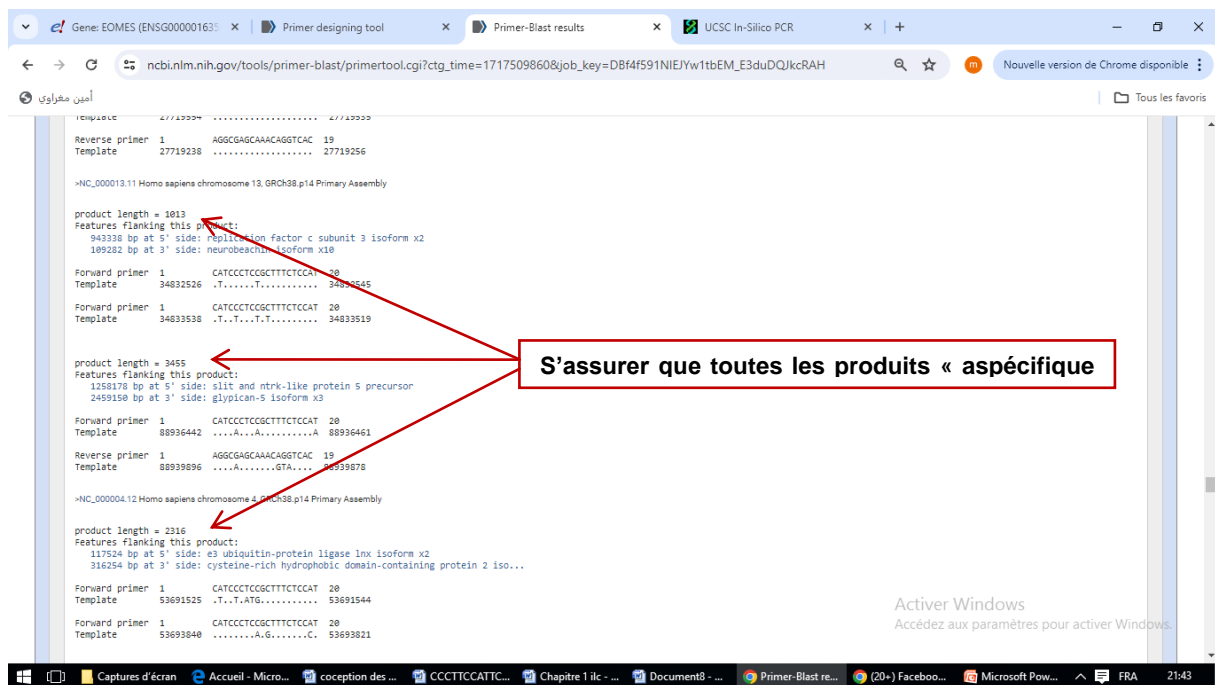 Gene: EOMES (ENSG000001635
Primer designing tool
Primer-Blast results
UCSC In-Silico PCR
ncbi.nlm.nih.gov/tools/primer-blast/primertool.cgi?ctg_time=1717509860&job_key=DBf4f591NIEJYw1tbEM_E3duDQJkcRAH
Nouvelle version de Chrome disponible
أمين مغراوي
Tous les favoris
Template 27719554 .................... 27719535
Reverse primer 1 AGGCGAGCAAACAGGTCAC 19
Template 27719238 ................... 27719256
>NC_000013.11 Homo sapiens chromosome 13, GRCh38.p14 Primary Assembly
product length = 1013
Features flanking this product:
943338 bp at 5' side: replication factor c subunit 3 isoform x2
109282 bp at 3' side: neurobeachin isoform x10
Forward primer 1 CATCCCTCCGCTTTCTCCAT 20
Template 34832526 .T......T........... 34832545
Forward primer 1 CATCCCTCCGCTTTCTCCAT 20
Template 34833538 .T..T...T.T......... 34833519
product length = 3455
Features flanking this product:
1258178 bp at 5' side: slit and ntrk-like protein 5 precursor
2459150 bp at 3' side: glypican-5 isoform x3
Forward primer 1 CATCCCTCCGCTTTCTCCAT 20
Template 88936442 ....A...A..........A 88936461
Reverse primer 1 AGGCGAGCAAACAGGTCAC 19
Template 88939896 ....A.......GTA.... 88939878
>NC_000004.12 Homo sapiens chromosome 4, GRCh38.p14 Primary Assembly
product length = 2316
Features flanking this product:
117524 bp at 5' side: e3 ubiquitin-protein ligase lnx isoform x2
316254 bp at 3' side: cysteine-rich hydrophobic domain-containing protein 2 iso...
Forward primer 1 CATCCCTCCGCTTTCTCCAT 20
Template 53691525 .T..T.ATG........... 53691544
Forward primer 1 CATCCCTCCGCTTTCTCCAT 20
Template 53693840 ........A.G.......C. 53693821
S'assurer que toutes les produits « aspécifique
Activer Windows
Accédez aux paramètres pour activer Windows.
Captures d'écran
Accueil - Micro...
coception des ...
CCCTTCCATTC...
Chapitre 1 ilc - ...
Document8 - ...
Primer-Blast re...
(20+) Faceboo...
Microsoft Pow...
FRA
21:43